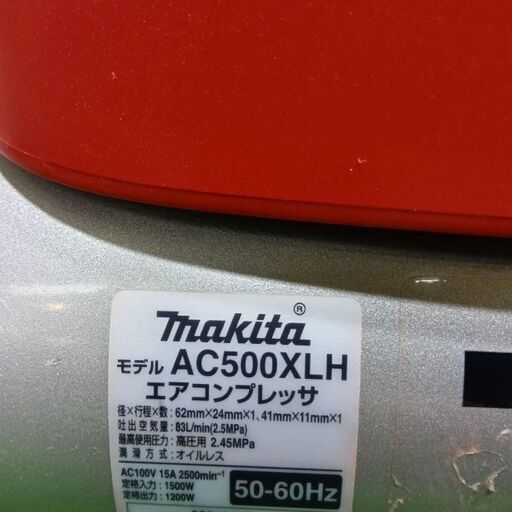 makita®
モデル AC500XLH
エアコンプレッサ
径×行程×数：62mm×24mm×1、41mm×11mm×1
吐出空気量：83L/min(2.5MPa)
最高使用圧力：高圧用 2.45MPa
潤滑方式：オイルレス
AC100V 15A 2500min⁻¹
定格入力：1500W
定格出力：1200W
50-60Hz